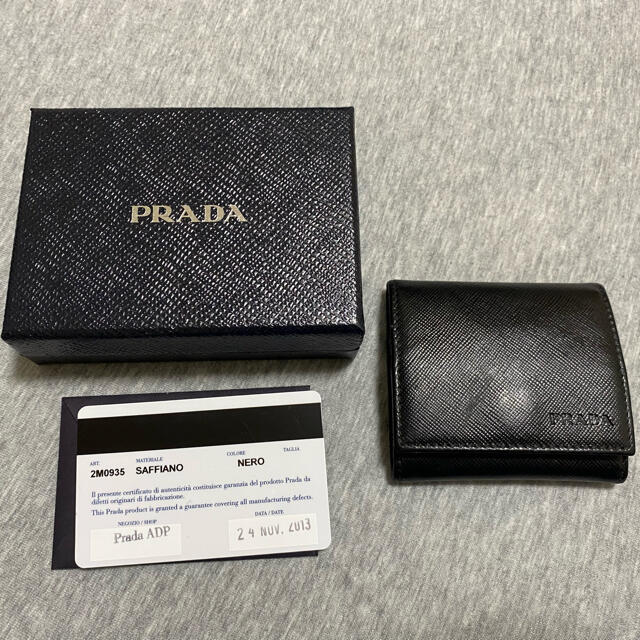 PRADA
PRADA
ART. MATERIALE COLORE TAGLIA
2M0935 SAFFIANO NERO
Il presente certificato di autenticità costituisce garanzia del prodotto Prada da
difetti originari di fabbricazione.
This Prada product is granted a guarantee covering all manufacturing defects.
NEGOZIO / SHOP DATA / DATE
Prada ADP 24 NOV. 2013